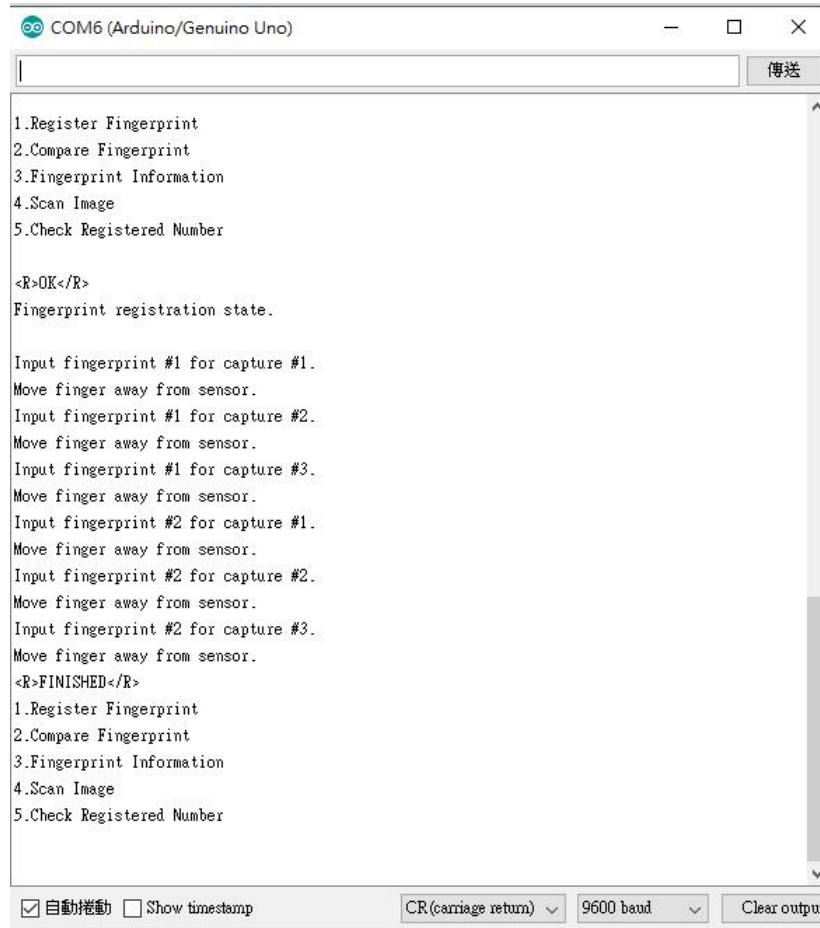 COM6 (Arduino/Genuino Uno)
傳送
1.Register Fingerprint
2.Compare Fingerprint
3.Fingerprint Information
4.Scan Image
5.Check Registered Number
<R>OK</R>
Fingerprint registration state.
Input fingerprint #1 for capture #1.
Move finger away from sensor.
Input fingerprint #1 for capture #2.
Move finger away from sensor.
Input fingerprint #1 for capture #3.
Move finger away from sensor.
Input fingerprint #2 for capture #1.
Move finger away from sensor.
Input fingerprint #2 for capture #2.
Move finger away from sensor.
Input fingerprint #2 for capture #3.
Move finger away from sensor.
<R>FINISHED</R>
1.Register Fingerprint
2.Compare Fingerprint
3.Fingerprint Information
4.Scan Image
5.Check Registered Number
自動捲動 Show timestamp CR(carriage return) 9600 baud Clear outpu